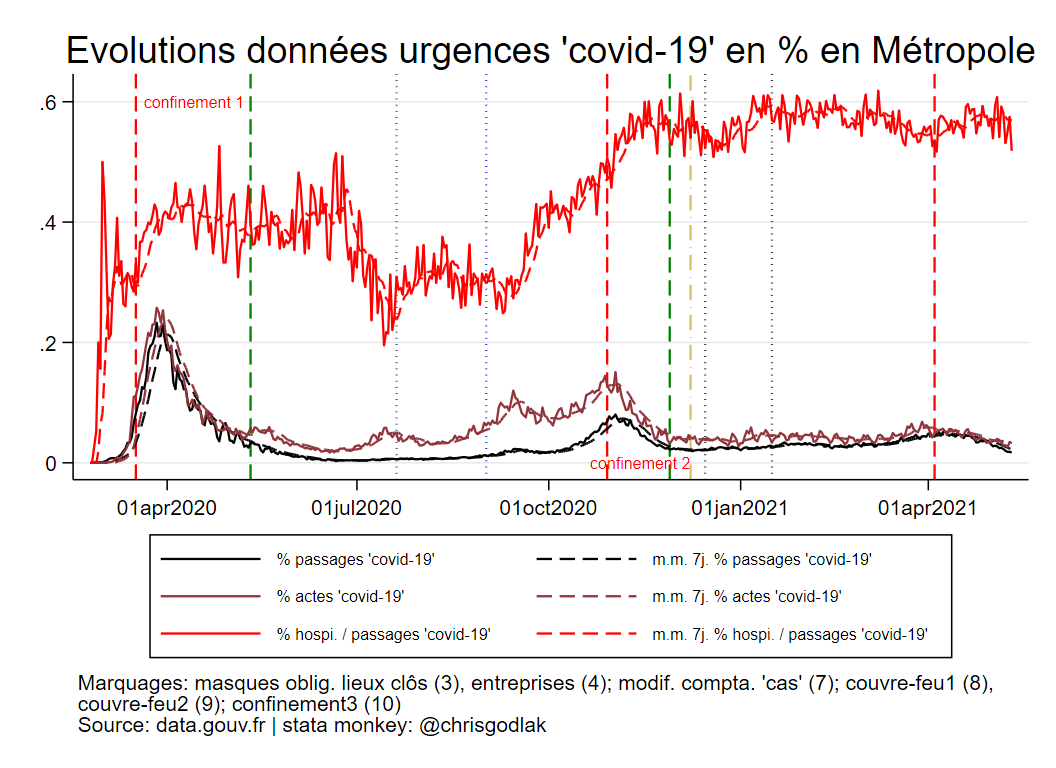 Evolutions données urgences 'covid-19' en % en Métropole
confinement 1
.6
.4
.2
0
confinement 2
01apr2020 01jul2020 01oct2020 01jan2021 01apr2021
% passages 'covid-19' m.m. 7j. % passages 'covid-19'
% actes 'covid-19' m.m. 7j. % actes 'covid-19'
% hospi. / passages 'covid-19' m.m. 7j. % hospi. / passages 'covid-19'
Marquages: masques oblig. lieux clôs (3), entreprises (4); modif. compta. 'cas' (7); couvre-feu1 (8),
couvre-feu2 (9); confinement3 (10)
Source: data.gouv.fr | stata monkey: @chrisgodlak